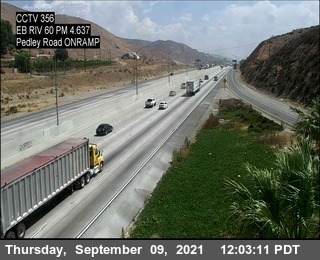 CCTV 356
EB RIV 60 PM 4.637
Pedley Road ONRAMP
Thursday, September 09, 2021 12:03:11 PDT